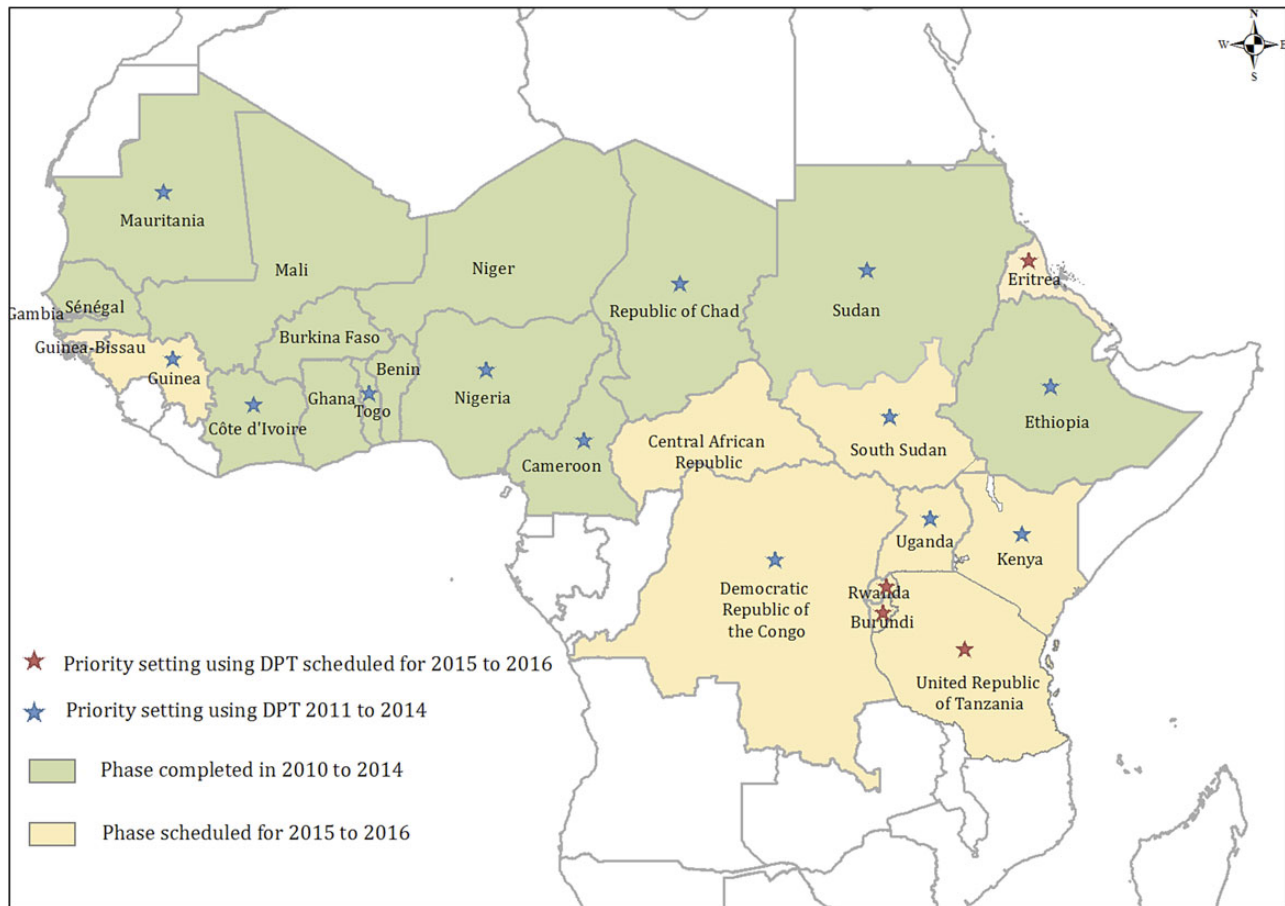 N
W
E
S
Mauritania
Mali
Niger
Republic of Chad
Sudan
Eritrea
Gambia
Sénégal
Guinea-Bissau
Guinea
Burkina Faso
Benin
Ghana
Togo
Côte d'Ivoire
Nigeria
Cameroon
Central African
Republic
South Sudan
Ethiopia
Uganda
Kenya
Democratic
Republic of
the Congo
Rwanda
Burundi
United Republic
of Tanzania
Priority setting using DPT scheduled for 2015 to 2016
Priority setting using DPT 2011 to 2014
Phase completed in 2010 to 2014
Phase scheduled for 2015 to 2016